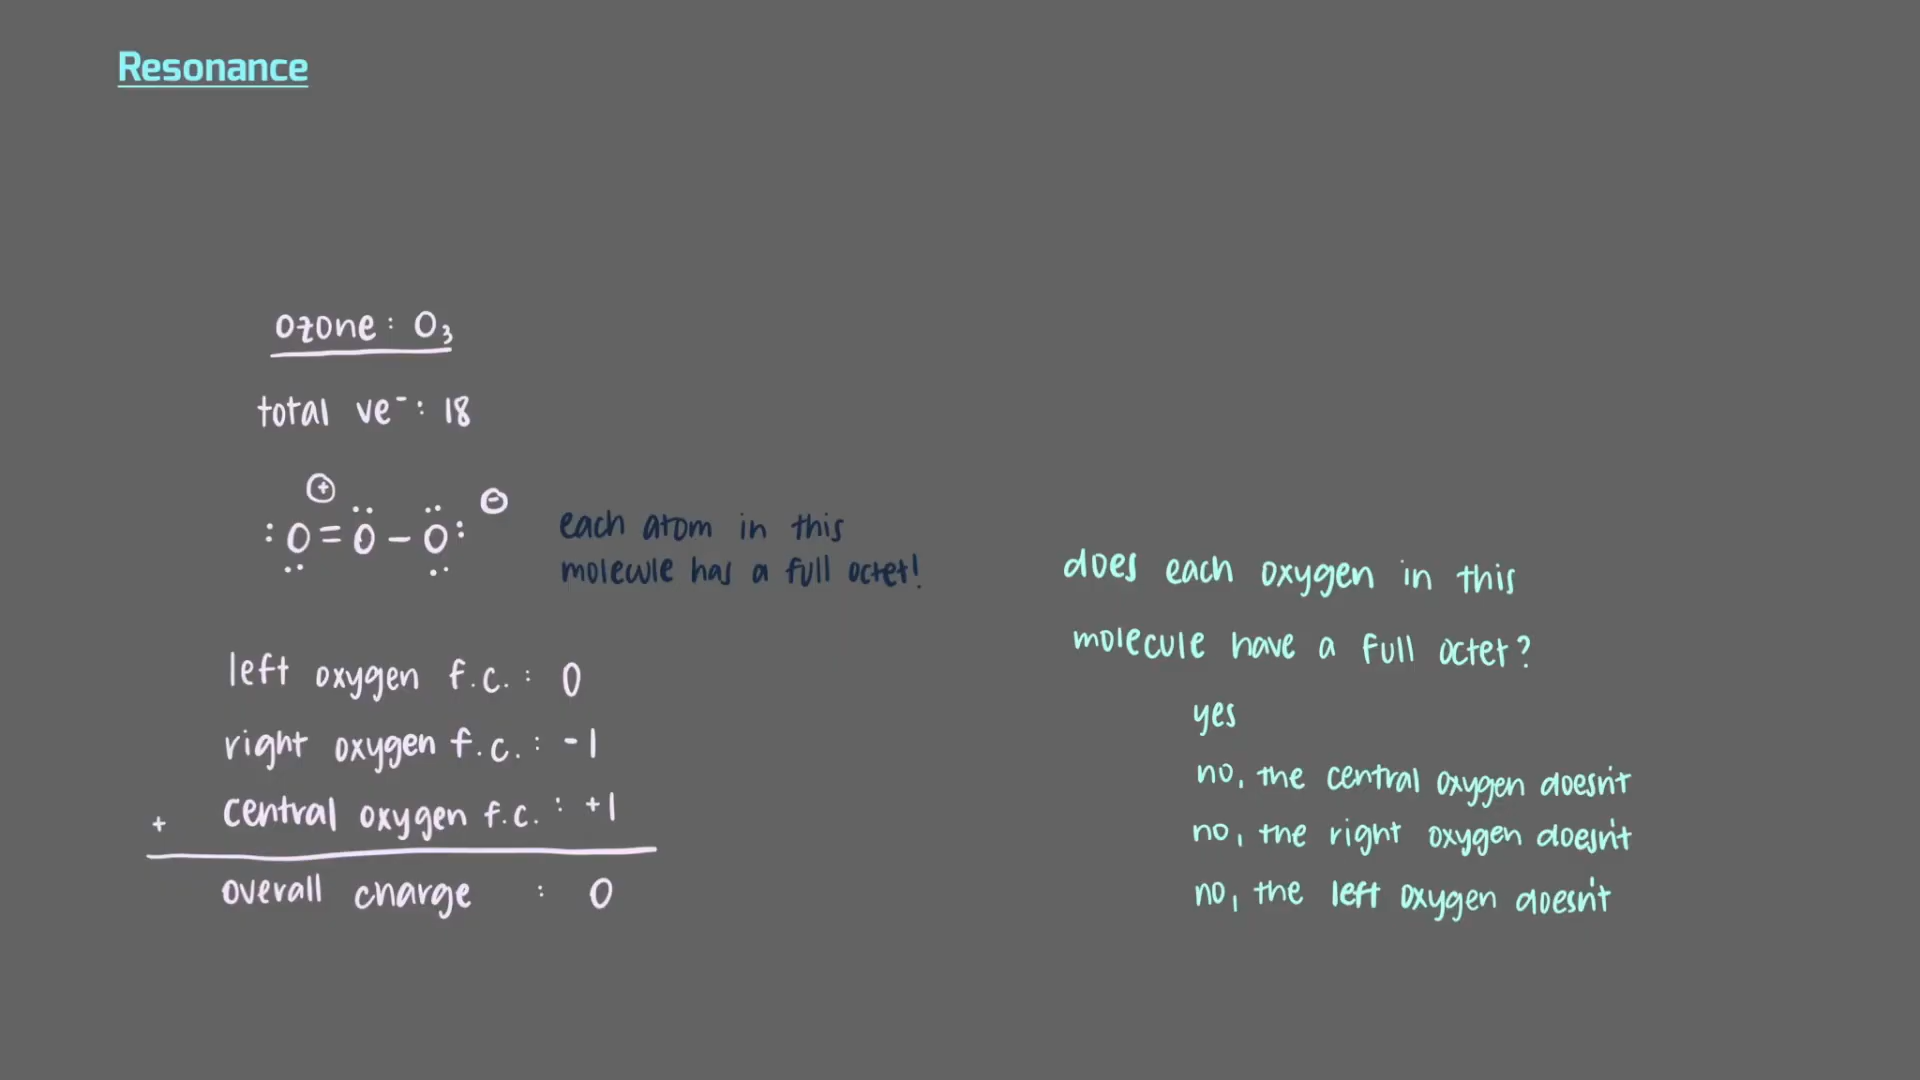 Resonance
ozone: O₃
total ve⁻: 18
⊕ ⊖
:O=O–O:
each atom in this
molecule has a full octet!
left oxygen f.c.: 0
right oxygen f.c.: -1
+ central oxygen f.c.: +1
overall charge : 0
does each oxygen in this
molecule have a full octet?
yes
no, the central oxygen doesn't
no, the right oxygen doesn't
no, the left oxygen doesn't